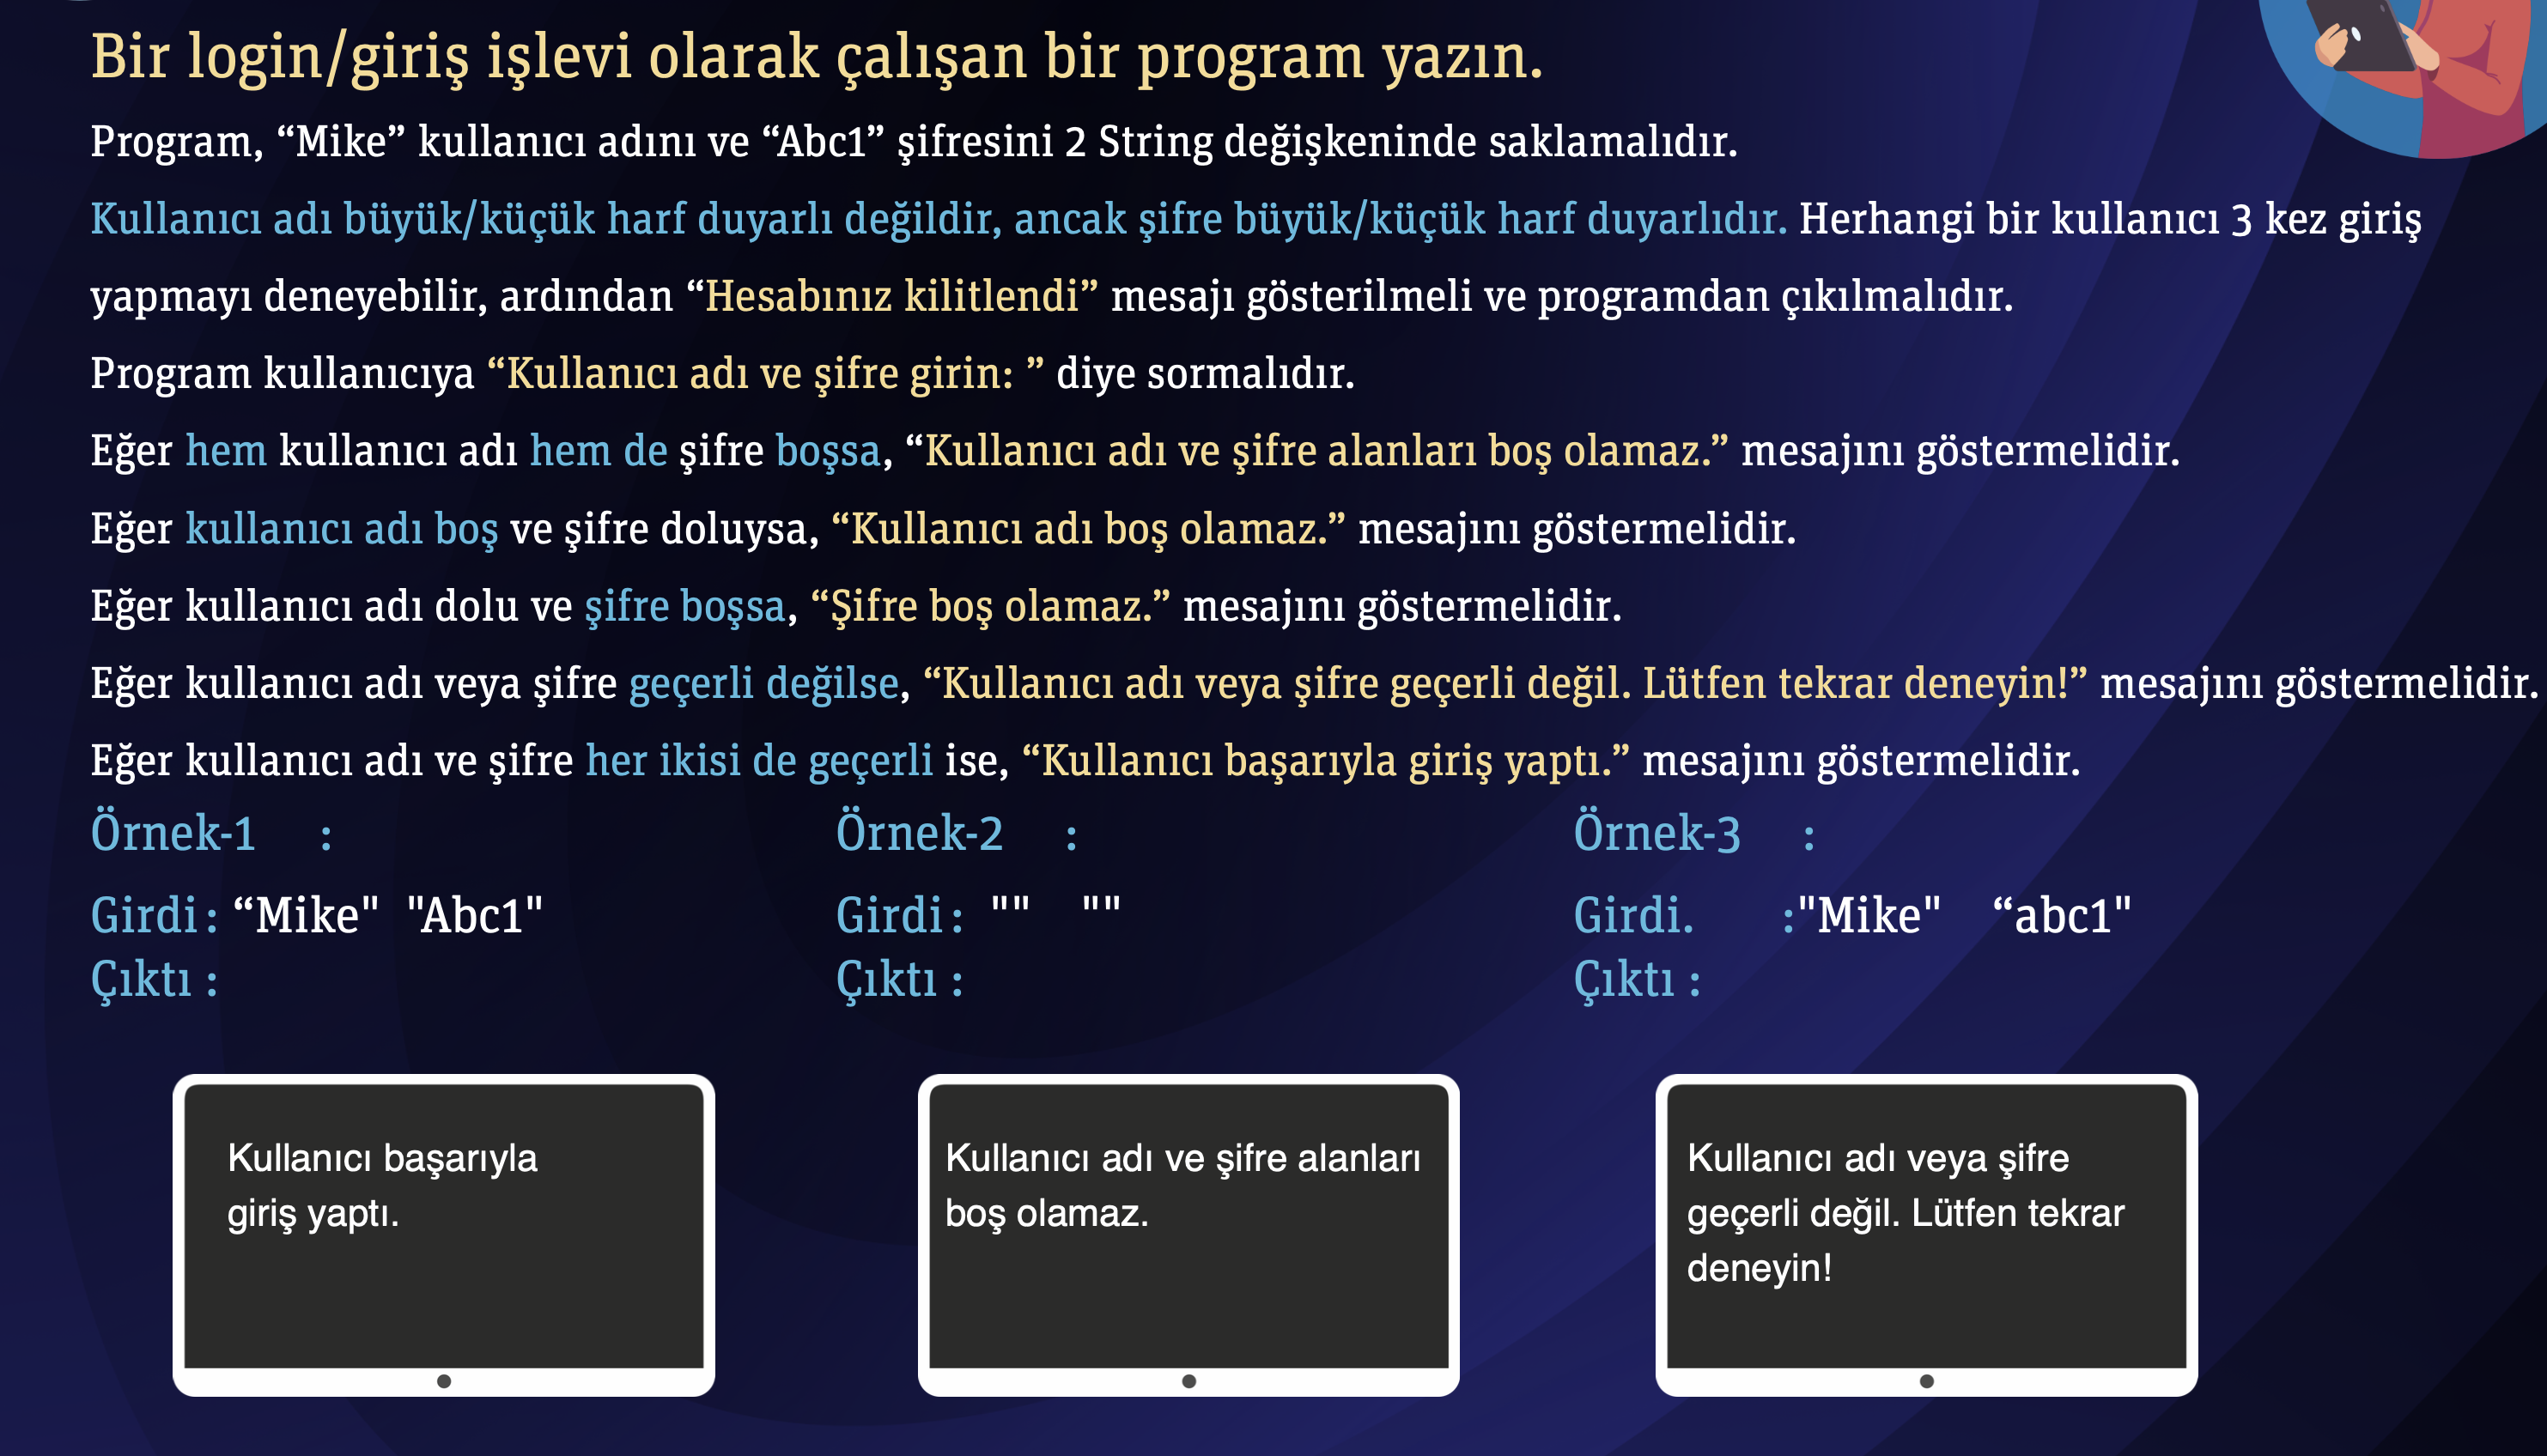 Bir login/giriş işlevi olarak çalışan bir program yazın.
Program, “Mike” kullanıcı adını ve “Abc1” şifresini 2 String değişkeninde saklamalıdır.
Kullanıcı adı büyük/küçük harf duyarlı değildir, ancak şifre büyük/küçük harf duyarlıdır. Herhangi bir kullanıcı 3 kez giriş
yapmayı deneyebilir, ardından “Hesabınız kilitlendi” mesajı gösterilmeli ve programdan çıkılmalıdır.
Program kullanıcıya “Kullanıcı adı ve şifre girin: ” diye sormalıdır.
Eğer hem kullanıcı adı hem de şifre boşsa, “Kullanıcı adı ve şifre alanları boş olamaz.” mesajını göstermelidir.
Eğer kullanıcı adı boş ve şifre doluysa, “Kullanıcı adı boş olamaz.” mesajını göstermelidir.
Eğer kullanıcı adı dolu ve şifre boşsa, “Şifre boş olamaz.” mesajını göstermelidir.
Eğer kullanıcı adı veya şifre geçerli değilse, “Kullanıcı adı veya şifre geçerli değil. Lütfen tekrar deneyin!” mesajını göstermelidir.
Eğer kullanıcı adı ve şifre her ikisi de geçerli ise, “Kullanıcı başarıyla giriş yaptı.” mesajını göstermelidir.
Örnek-1 :
Girdi : “Mike" "Abc1"
Çıktı :
Kullanıcı başarıyla
giriş yaptı.
Örnek-2 :
Girdi : "" ""
Çıktı :
Kullanıcı adı ve şifre alanları
boş olamaz.
Örnek-3 :
Girdi. :"Mike" “abc1"
Çıktı :
Kullanıcı adı veya şifre
geçerli değil. Lütfen tekrar
deneyin!